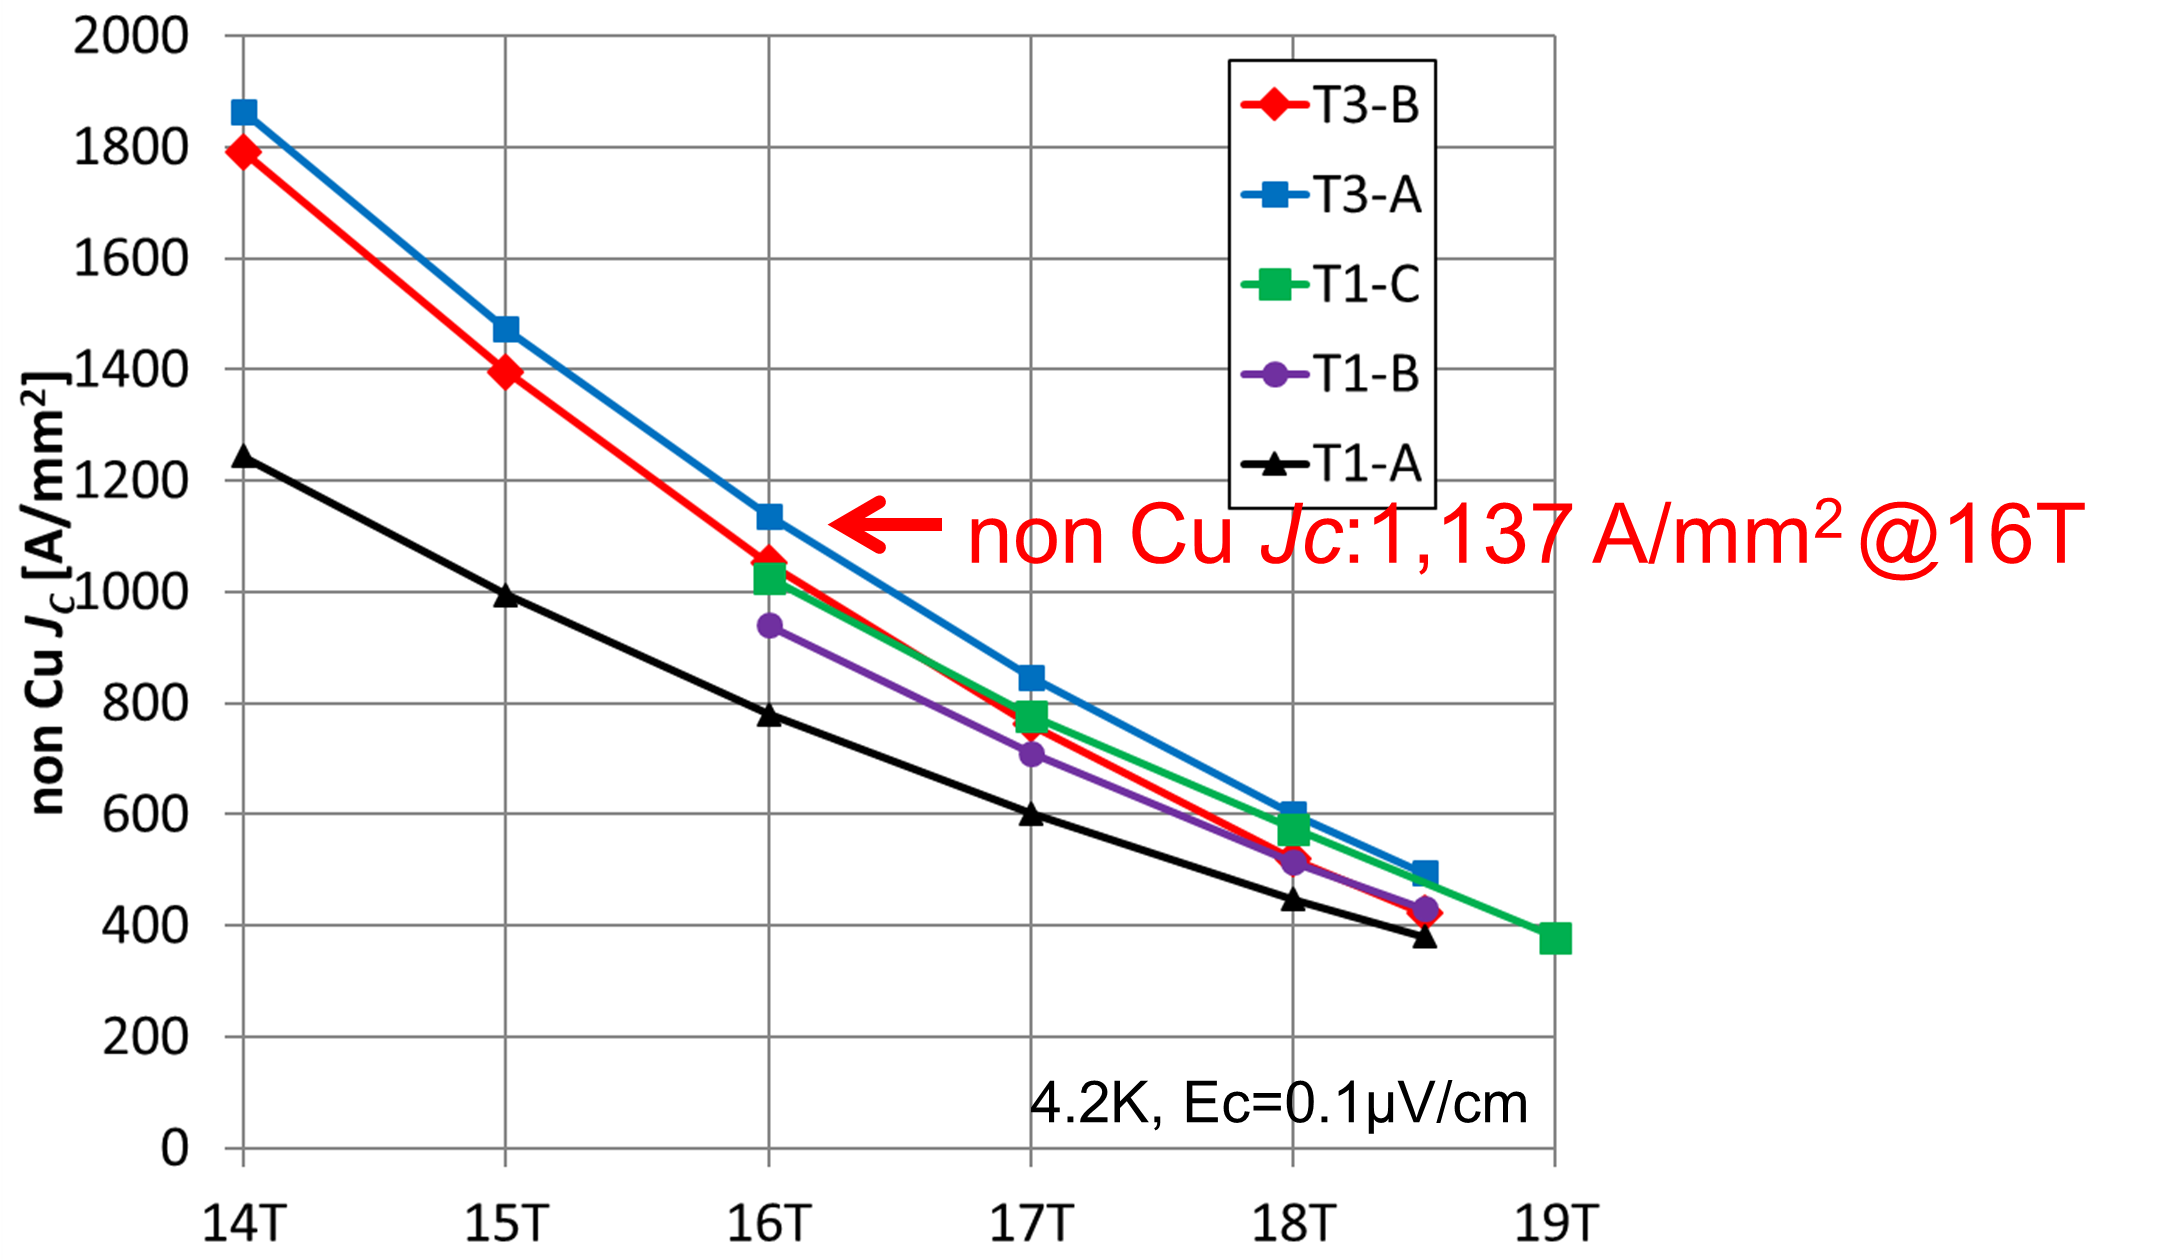 2000
1800
1600
1400
1200
1000
800
600
400
200
0
non Cu Jc [A/mm²]
T3-B
T3-A
T1-C
T1-B
T1-A
non Cu Jc:1,137 A/mm² @16T
4.2K, Ec=0.1μV/cm
14T 15T 16T 17T 18T 19T